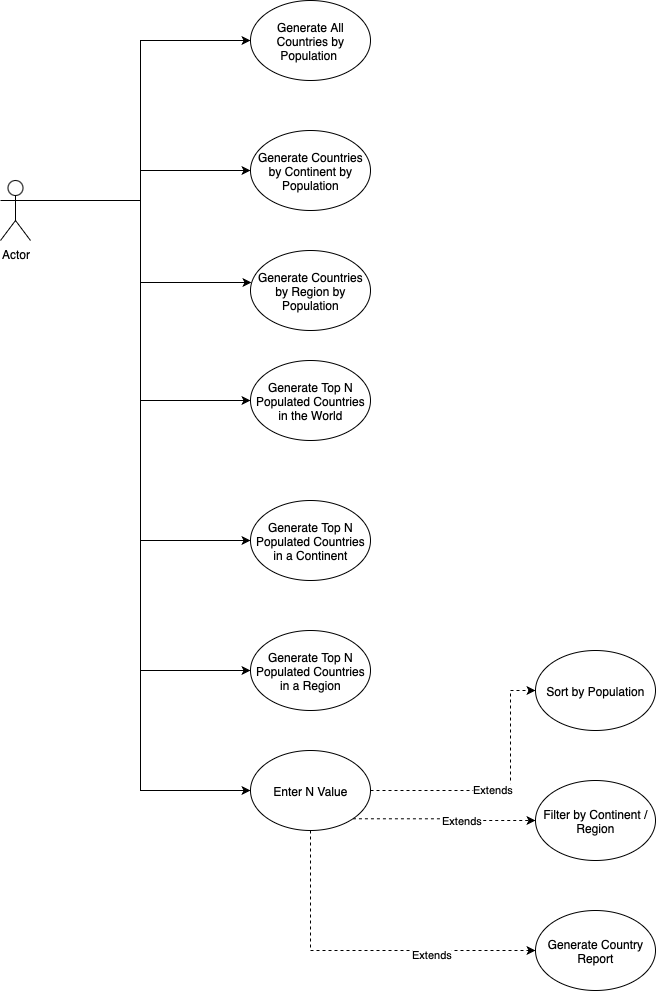 Generate All
Countries by
Population
Generate Countries
by Continent by
Population
Actor
Generate Countries
by Region by
Population
Generate Top N
Populated Countries
in the World
Generate Top N
Populated Countries
in a Continent
Generate Top N
Populated Countries
in a Region
Sort by Population
Enter N Value
Extends
Extends
Filter by Continent /
Region
Extends
Generate Country
Report